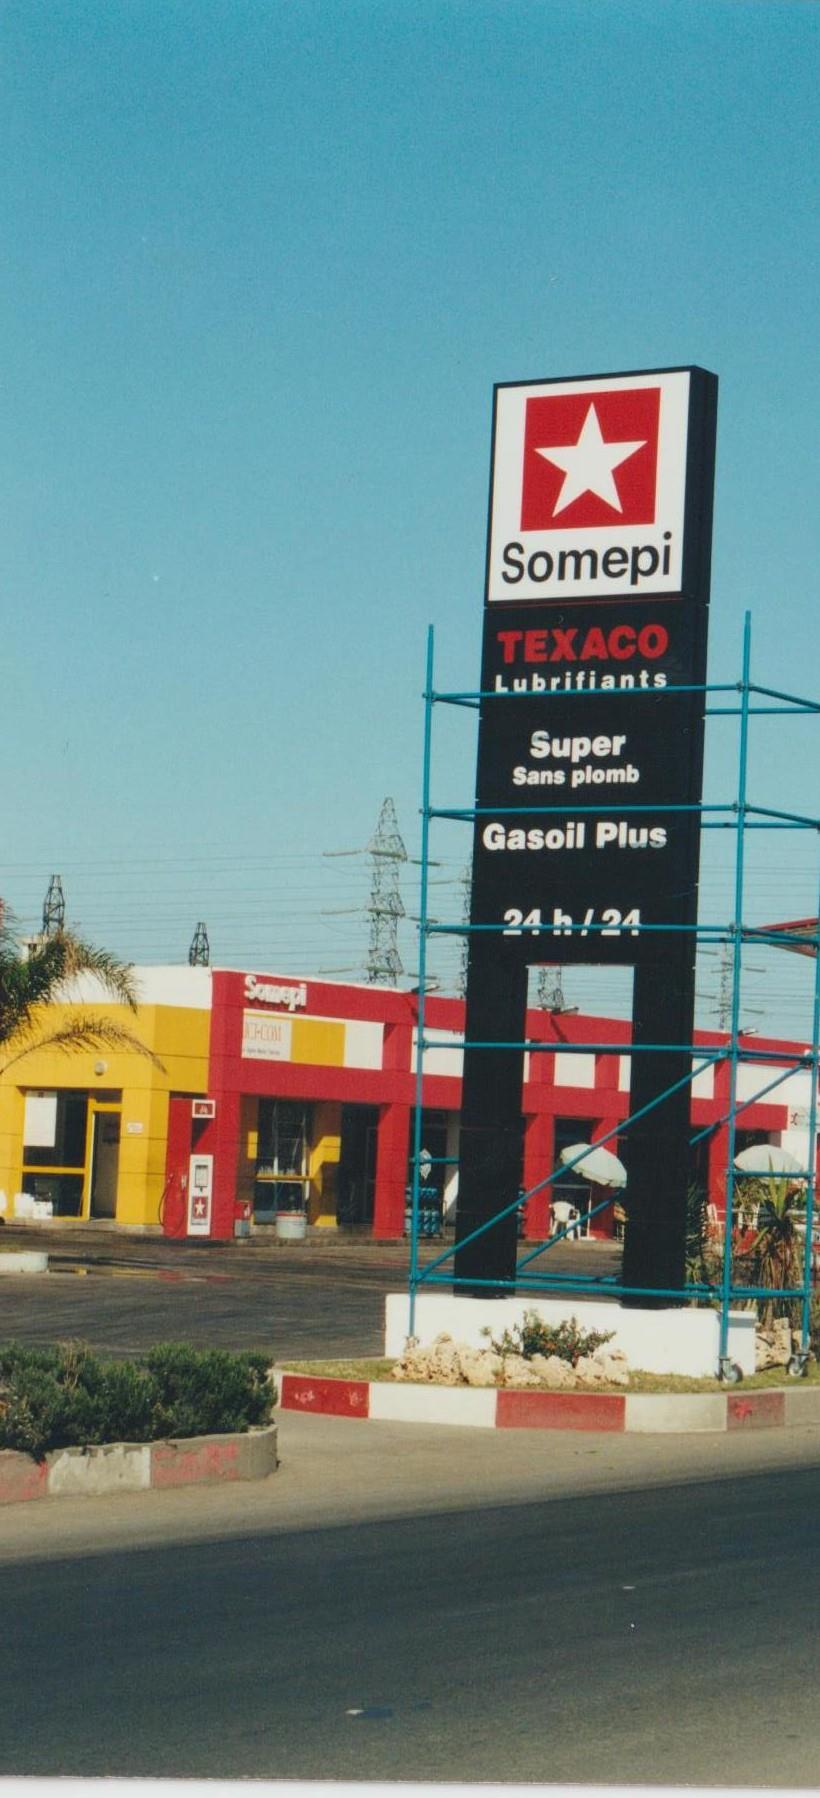 Somepi
TEXACO
Lubrifiants
Super
Sans plomb
Gasoil Plus
24 h / 24
Somepi